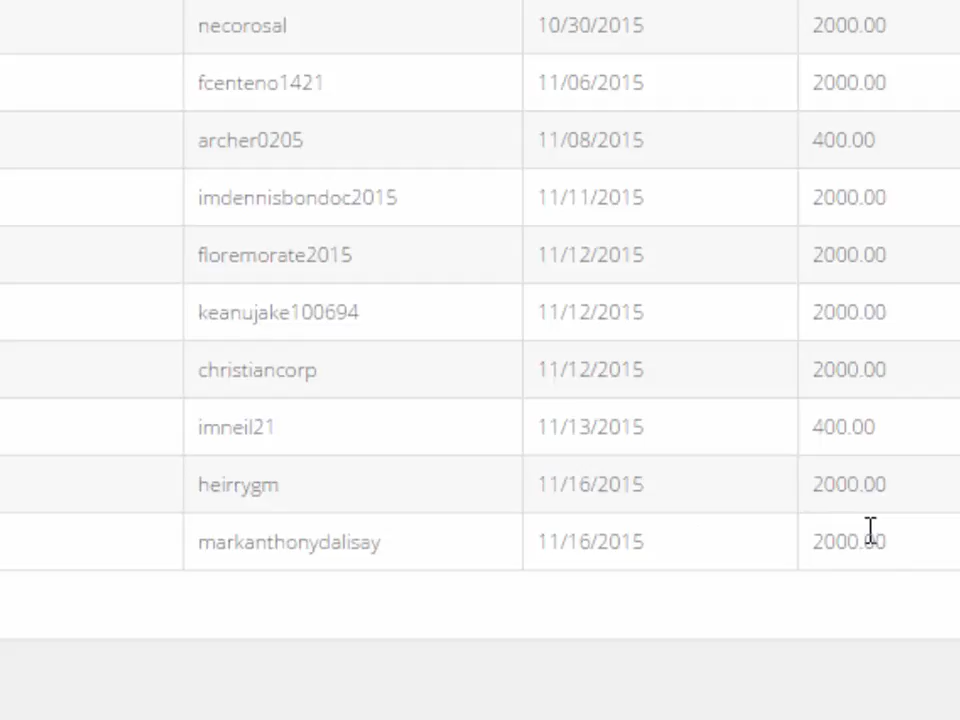 necorosal 10/30/2015 2000.00
fcenteno1421 11/06/2015 2000.00
archer0205 11/08/2015 400.00
imdennisbondoc2015 11/11/2015 2000.00
floremorate2015 11/12/2015 2000.00
keanujake100694 11/12/2015 2000.00
christiancorp 11/12/2015 2000.00
imneil21 11/13/2015 400.00
heirrygm 11/16/2015 2000.00
markanthonydalisay 11/16/2015 2000.00